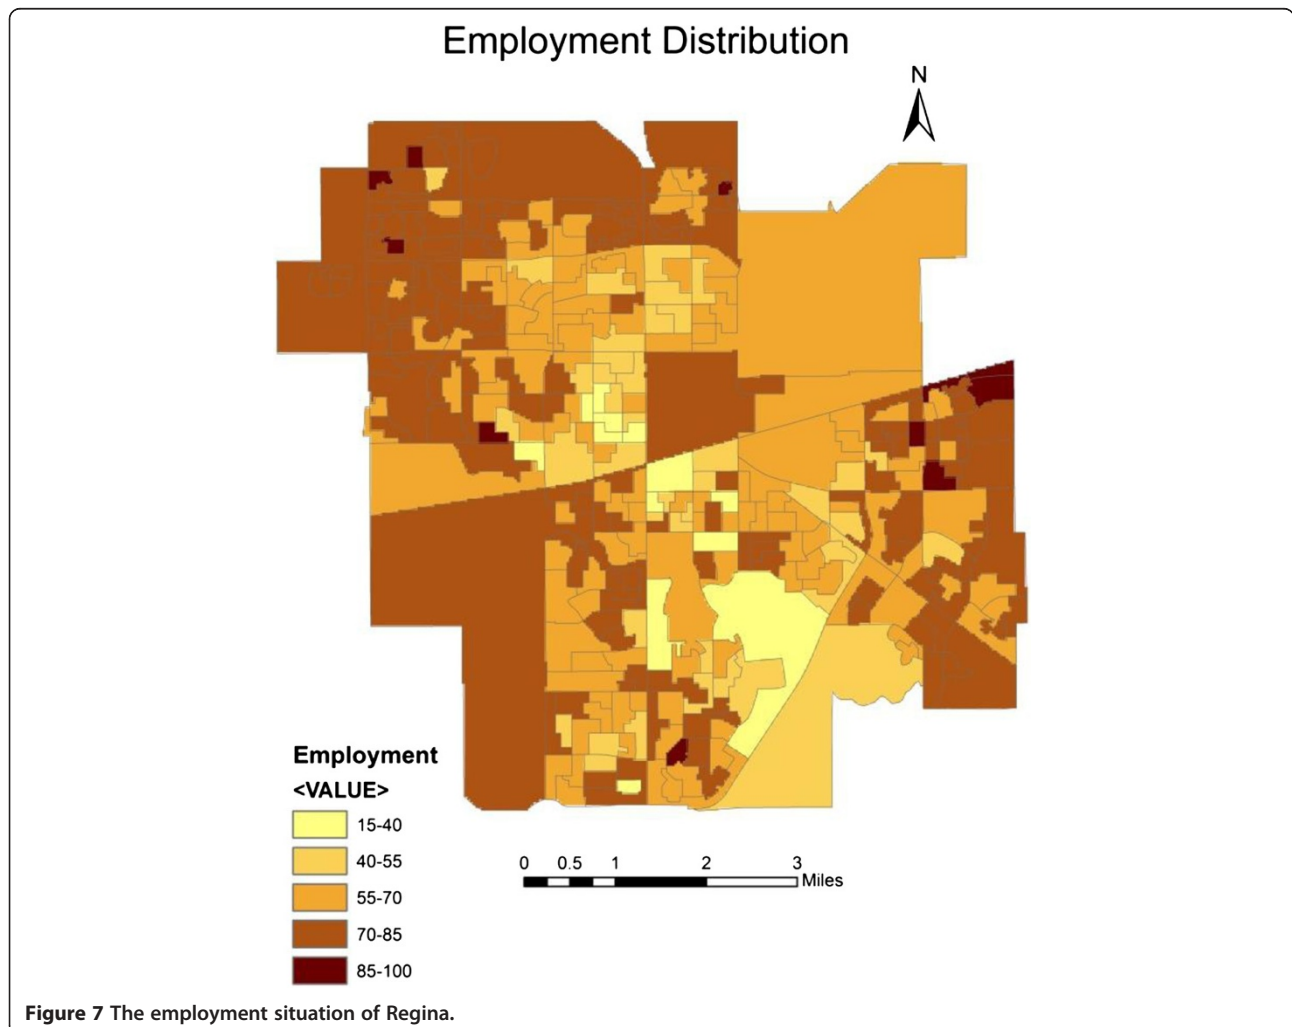 Employment Distribution
N
Employment
<VALUE>
15-40
40-55
55-70
70-85
85-100
0 0.5 1 2 3
Miles
Figure 7 The employment situation of Regina.